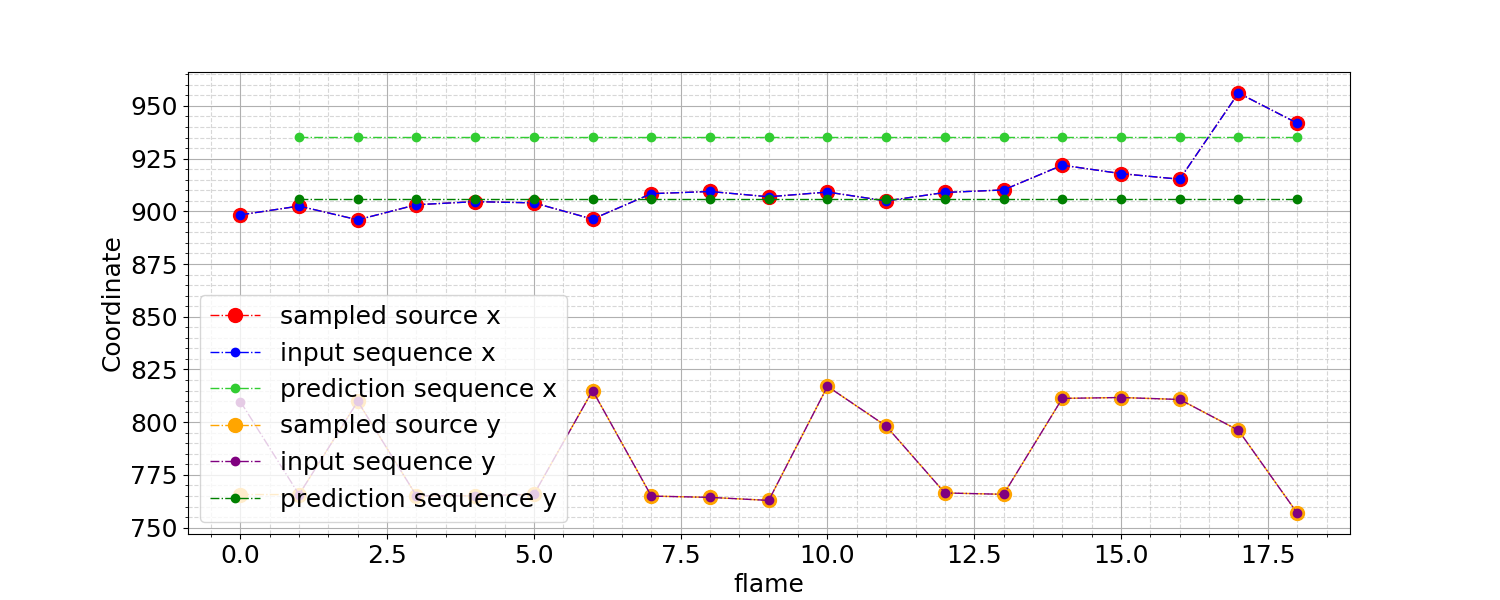 950
925
900
875
850
825
800
775
750
Coordinate
sampled source x
input sequence x
prediction sequence x
sampled source y
input sequence y
prediction sequence y
0.0 2.5 5.0 7.5 10.0 12.5 15.0 17.5
flame